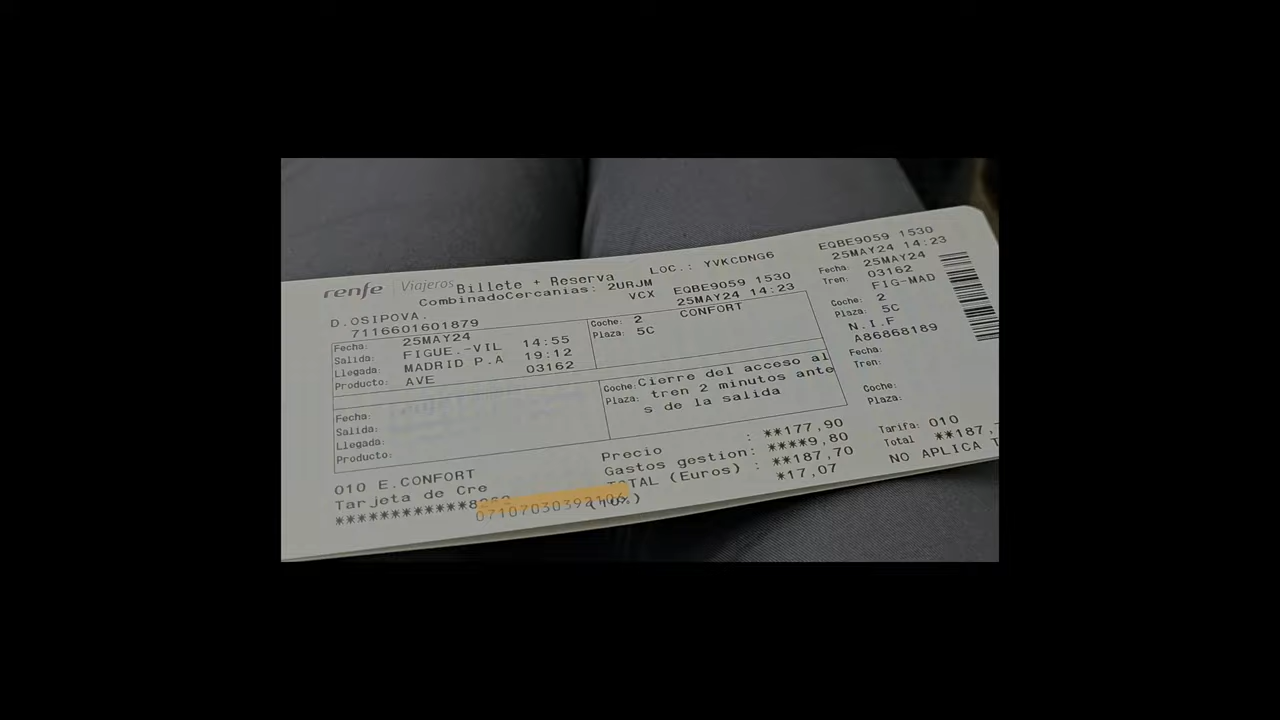 renfe Viajeros Billete + Reserva LOC.: YVKCDNG6
CombinadoCercanias: 2URJM
VCX EQBE9059 1530
25MAY24 14:23
D.OSIPOVA.
7116601601879
Fecha: 25MAY24
Salida: FIGUE.-VIL 14:55
Llegada: MADRID P.A 19:12
Producto: AVE 03162
Coche: 2 CONFORT
Plaza: 5C
Fecha:
Salida:
Llegada:
Producto:
Coche: Cierre del acceso al
Plaza: tren 2 minutos ante
s de la salida
010 E.CONFORT
Tarjeta de Cre
************8
Precio : **177,90
Gastos gestion: ****9,80
TOTAL (Euros) : **187,70
(10%) *17,07
EQBE9059 1530
25MAY24 14:23
Fecha: 25MAY24
Tren: 03162
FIG-MAD
Coche: 2
Plaza: 5C
N.I.F
A86868189
Fecha:
Tren:
Coche:
Plaza:
Tarifa: 010
Total **187,7
NO APLICA T